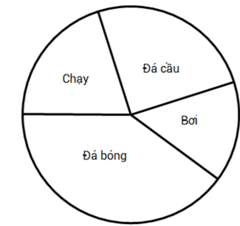 Đá cầu
Chạy
Bơi
Đá bóng